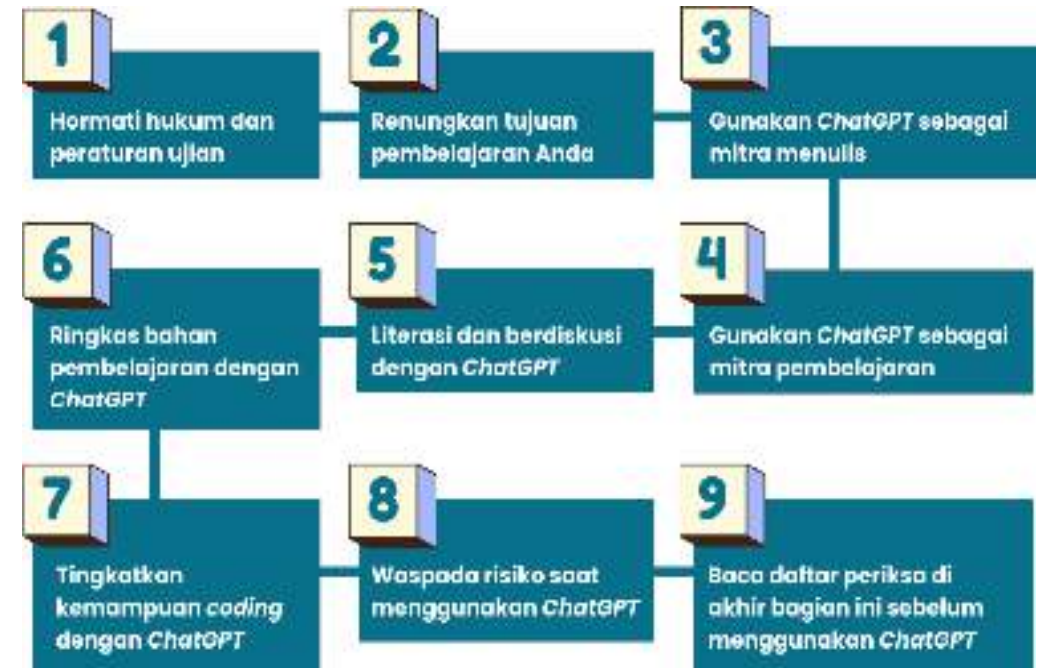 1
Hormati hukum dan
peraturan ujian
2
Renungkan tujuan
pembelajaran Anda
3
Gunakan ChatGPT sebagai
mitra menulis
4
Gunakan ChatGPT sebagai
mitra pembelajaran
5
Literasi dan berdiskusi
dengan ChatGPT
6
Ringkas bahan
pembelajaran dengan
ChatGPT
7
Tingkatkan
kemampuan coding
dengan ChatGPT
8
Waspada risiko saat
menggunakan ChatGPT
9
Baca daftar periksa di
akhir bagian ini sebelum
menggunakan ChatGPT